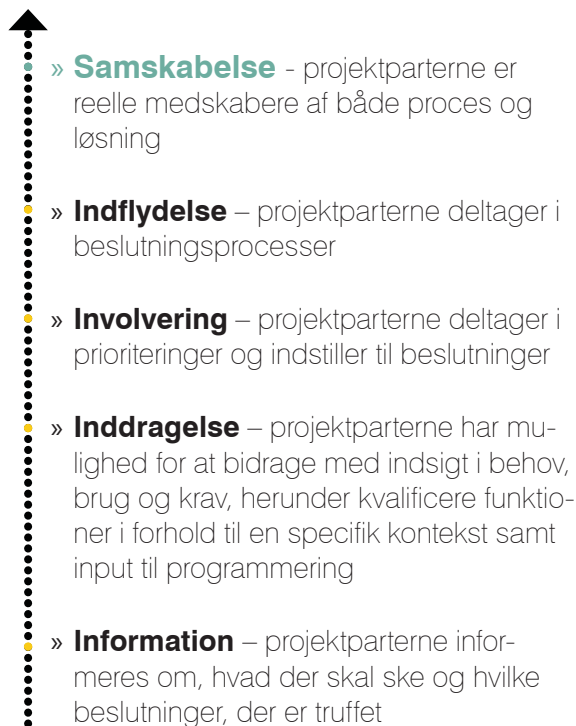 » Samskabelse - projektparterne er
reelle medskabere af både proces og
løsning
» Indflydelse – projektparterne deltager i
beslutningsprocesser
» Involvering – projektparterne deltager i
prioriteringer og indstiller til beslutninger
» Inddragelse – projektparterne har mu-
lighed for at bidrage med indsigt i behov,
brug og krav, herunder kvalificere funktio-
ner i forhold til en specifik kontekst samt
input til programmering
» Information – projektparterne infor-
meres om, hvad der skal ske og hvilke
beslutninger, der er truffet